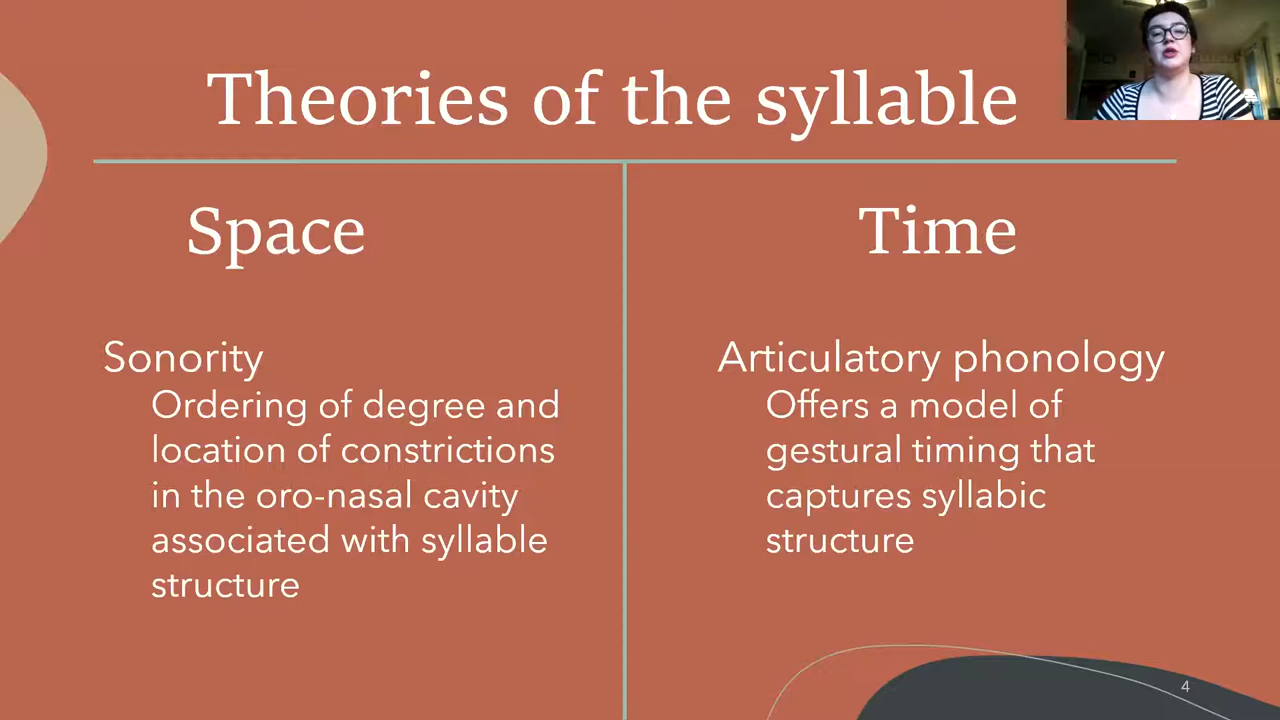 Theories of the syllable
Space
Sonority
Ordering of degree and
location of constrictions
in the oro-nasal cavity
associated with syllable
structure
Time
Articulatory phonology
Offers a model of
gestural timing that
captures syllabic
structure
4